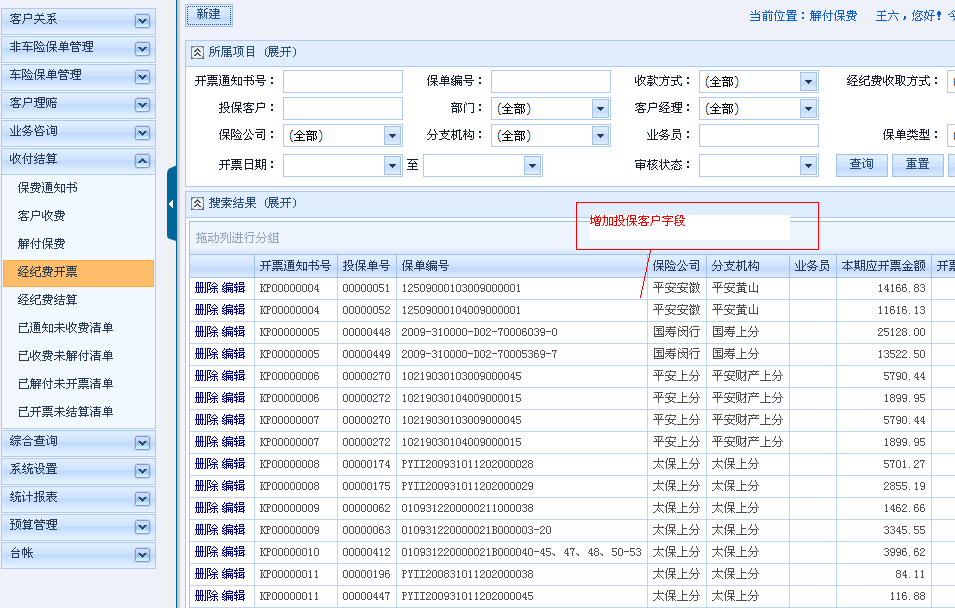 客户关系
非车险保单管理
车险保单管理
客户理赔
业务咨询
收付结算
保费通知书
客户收费
解付保费
经纪费开票
经纪费结算
已通知未收费清单
已收费未解付清单
已解付未开票清单
已开票未结算清单
综合查询
系统设置
统计报表
预算管理
台帐
新建
当前位置：解付保费 王六，您好！今
所属项目（展开）
开票通知书号： 保单编号： 收款方式： (全部) 经纪费收取方式：
投保客户： 部门： (全部) 客户经理： (全部)
保险公司： (全部) 分支机构： (全部) 业务员： 保单类型：
开票日期： 至 审核状态： 查询 重置
搜索结果（展开）
增加投保客户字段
拖动列进行分组
开票通知书号 投保单号 保单编号 保险公司 分支机构 业务员 本期应开票金额 开票
删除 编辑 KP00000004 00000051 12509000103009000001 平安安徽 平安黄山 14166.83
删除 编辑 KP00000004 00000052 12509000104009000001 平安安徽 平安黄山 11616.13
删除 编辑 KP00000005 00000448 2009-310000-D02-70006039-0 国寿闵行 国寿上分 25128.00
删除 编辑 KP00000005 00000449 2009-310000-D02-70005369-7 国寿闵行 国寿上分 13522.50
删除 编辑 KP00000006 00000270 10219030103009000045 平安上分 平安财产上分 5790.44
删除 编辑 KP00000006 00000272 10219030104009000015 平安上分 平安财产上分 1899.95
删除 编辑 KP00000007 00000270 10219030103009000045 平安上分 平安财产上分 5790.44
删除 编辑 KP00000007 00000272 10219030104009000015 平安上分 平安财产上分 1899.95
删除 编辑 KP00000008 00000174 PYII200931011202000028 太保上分 太保上分 5701.27
删除 编辑 KP00000008 00000175 PYII200931011202000029 太保上分 太保上分 2855.19
删除 编辑 KP00000009 00000062 0109312200000211000038 太保上分 太保上分 1462.66
删除 编辑 KP00000009 00000063 010931220000021B000003-20 太保上分 太保上分 3345.55
删除 编辑 KP00000010 00000412 010931220000021B000040-45、47、48、50-53 太保上分 太保上分 3996.62
删除 编辑 KP00000011 00000196 PYII200831011202000038 太保上分 太保上分 84.11
删除 编辑 KP00000011 00000447 PYII200931011202000045 太保上分 太保上分 116.88